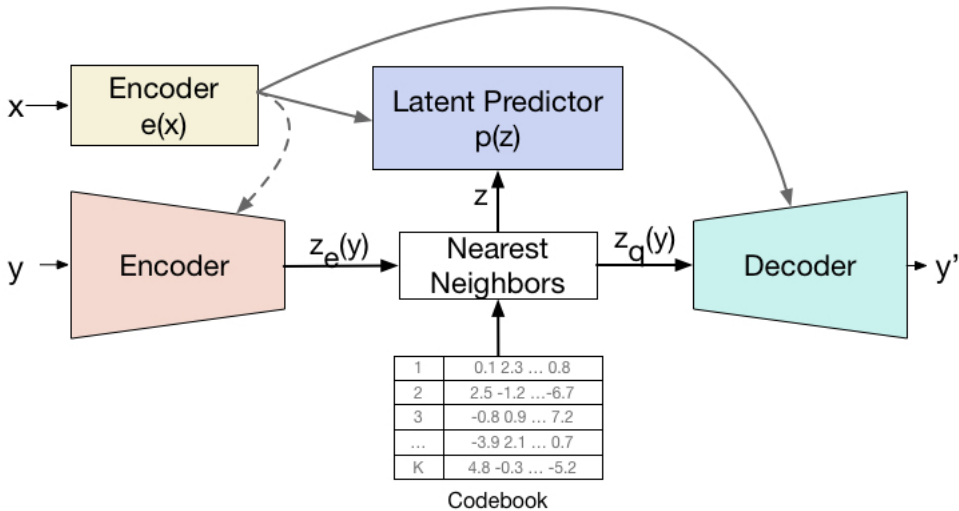 x
Encoder
e(x)
Latent Predictor
p(z)
z
y
Encoder
z_e(y)
Nearest
Neighbors
z_q(y)
Decoder
y'
1 0.1 2.3 ... 0.8
2 2.5 -1.2 ...-6.7
3 -0.8 0.9 ... 7.2
... -3.9 2.1 ... 0.7
K 4.8 -0.3 ... -5.2
Codebook